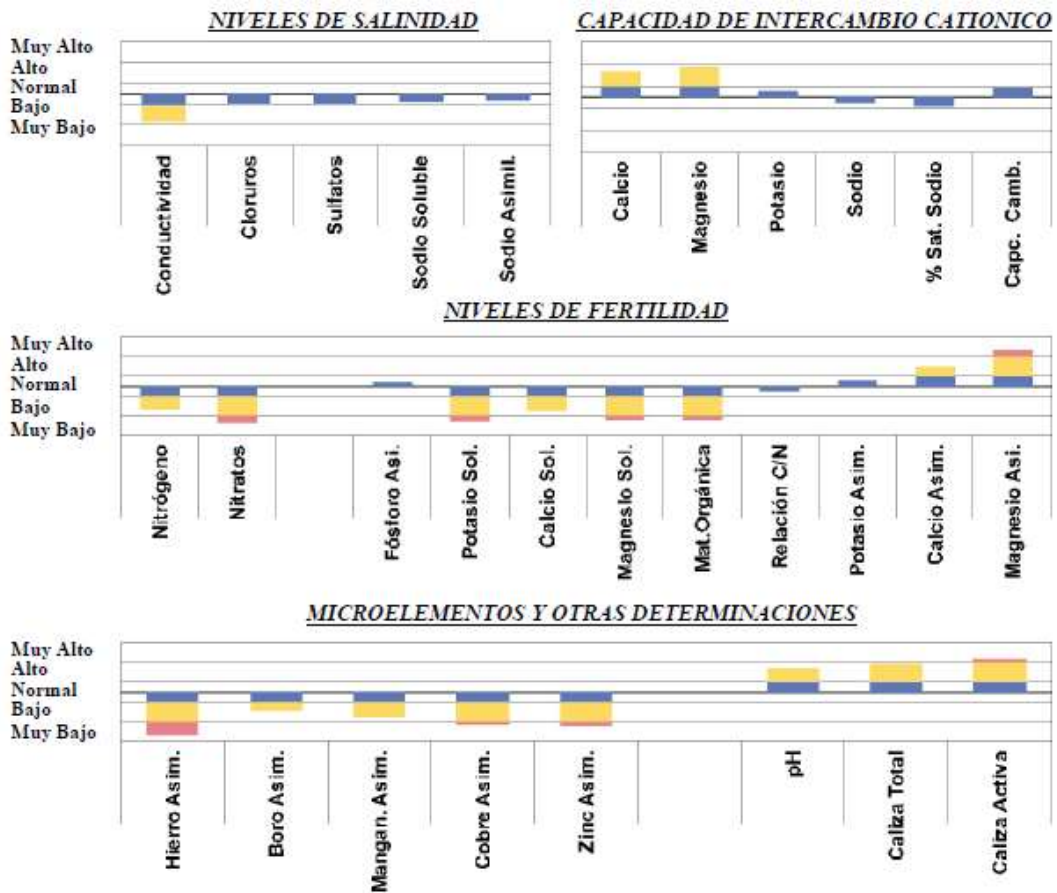 NIVELES DE SALINIDAD
Muy Alto
Alto
Normal
Bajo
Muy Bajo
Conductividad
Cloruros
Sulfatos
Sodio Soluble
Sodio Asimil.
CAPACIDAD DE INTERCAMBIO CATIONICO
Calcio
Magnesio
Potasio
Sodio
% Sat. Sodio
Capc. Camb.
NIVELES DE FERTILIDAD
Muy Alto
Alto
Normal
Bajo
Muy Bajo
Nitrógeno
Nitratos
Fósforo Asi.
Potasio Sol.
Calcio Sol.
Magnesio Sol.
Mat.Orgánica
Relación C/N
Potasio Asim.
Calcio Asim.
Magnesio Asi.
MICROELEMENTOS Y OTRAS DETERMINACIONES
Muy Alto
Alto
Normal
Bajo
Muy Bajo
Hierro Asim.
Boro Asim.
Mangan. Asim.
Cobre Asim.
Zinc Asim.
pH
Caliza Total
Caliza Activa